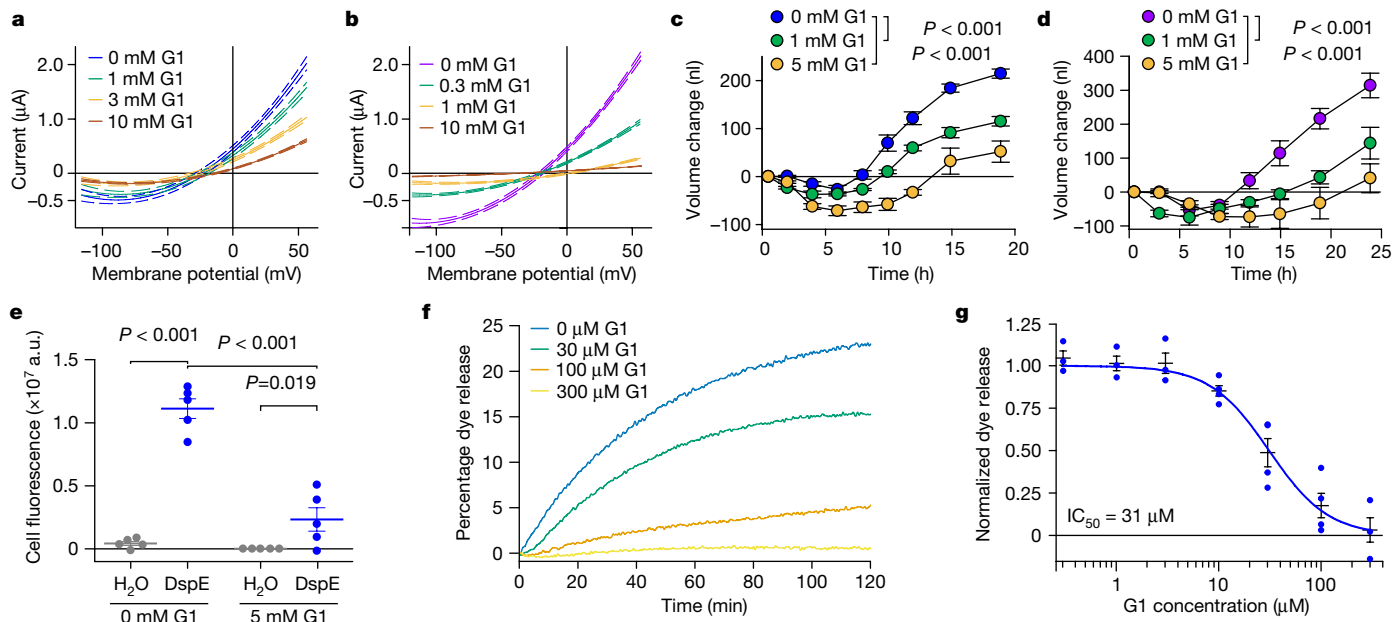 a
2.0
1.0
0
−0.5
Current (µA)
0 mM G1
1 mM G1
3 mM G1
10 mM G1
−100
−50
0
50
Membrane potential (mV)
b
2.0
1.0
0
−0.5
Current (µA)
0 mM G1
0.3 mM G1
1 mM G1
10 mM G1
−100
−50
0
50
Membrane potential (mV)
c
0 mM G1
1 mM G1
5 mM G1
P < 0.001
P < 0.001
200
100
0
−100
Volume change (nl)
0
5
10
15
20
Time (h)
d
0 mM G1
1 mM G1
5 mM G1
P < 0.001
P < 0.001
400
300
200
100
0
−100
Volume change (nl)
0
5
10
15
20
25
Time (h)
e
P < 0.001
P < 0.001
P=0.019
1.5
1.0
0.5
0
Cell fluorescence (×10⁷ a.u.)
H₂O
DspE
H₂O
DspE
0 mM G1
5 mM G1
f
25
20
15
10
5
0
Percentage dye release
0 µM G1
30 µM G1
100 µM G1
300 µM G1
0
20
40
60
80
100
120
Time (min)
g
1.25
1.00
0.75
0.50
0.25
0
Normalized dye release
IC₅₀ = 31 µM
1
10
100
G1 concentration (µM)